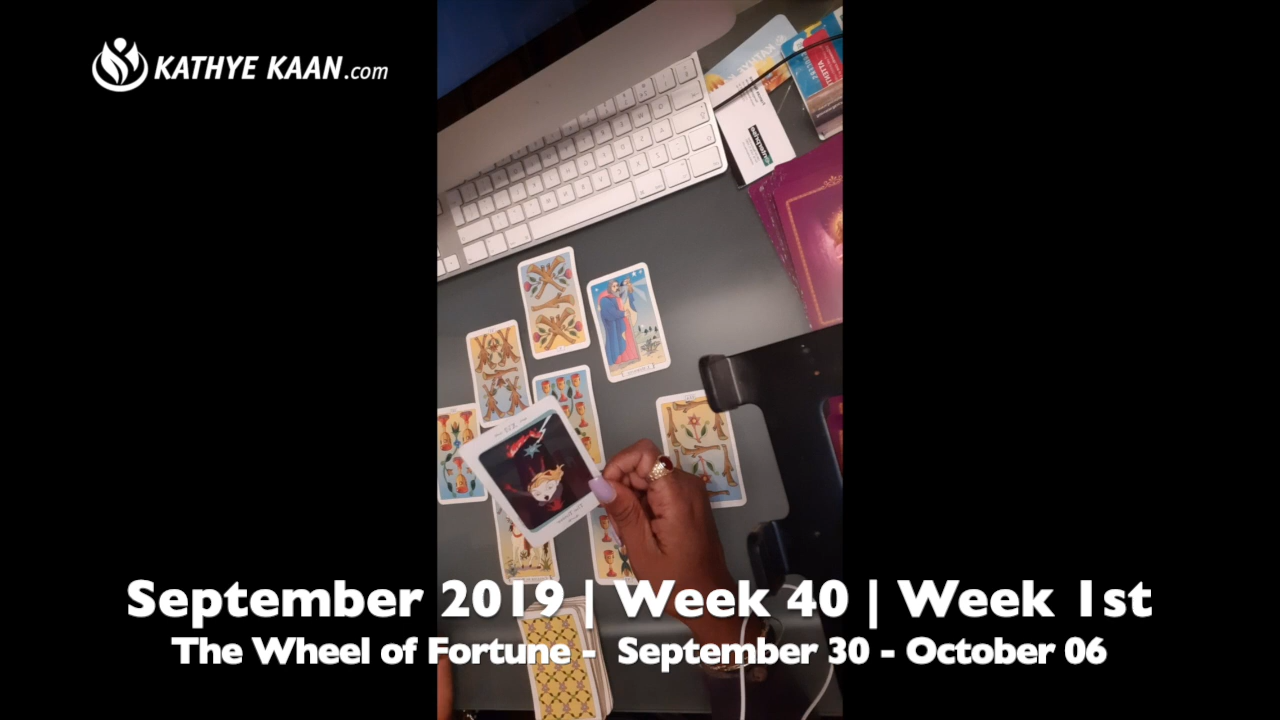 KATHYE KAAN.com
September 2019 | Week 40 | Week 1st
The Wheel of Fortune - September 30 - October 06